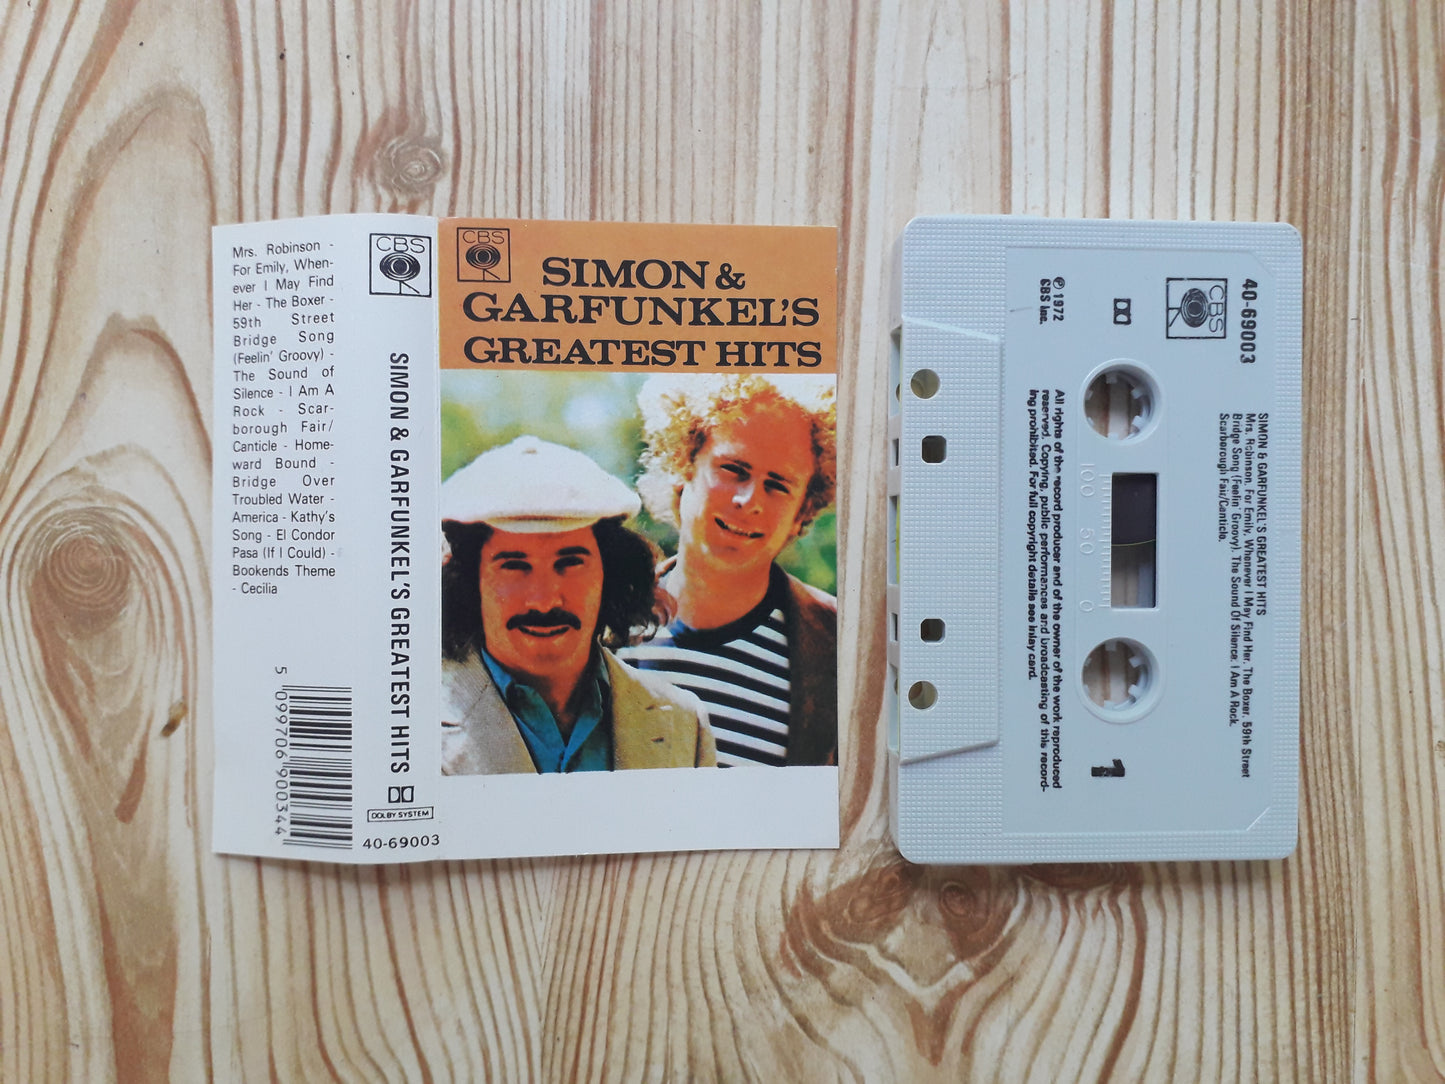 Mrs. Robinson -
For Emily, When-
ever I May Find
Her - The Boxer -
59th Street
Bridge Song
(Feelin' Groovy) -
The Sound of
Silence - I Am A
Rock - Scar-
borough Fair/
Canticle - Home-
ward Bound -
Bridge Over
Troubled Water -
America - Kathy's
Song - El Condor
Pasa (If I Could) -
Bookends Theme
- Cecilia
5 099706 900344
CBS
SIMON & GARFUNKEL'S GREATEST HITS
DOLBY SYSTEM
40-69003
CBS
SIMON &
GARFUNKEL'S
GREATEST HITS
40-69003
CBS
℗ 1972
CBS Inc.
SIMON & GARFUNKEL'S GREATEST HITS
Mrs. Robinson. For Emily, Whenever I May Find Her. The Boxer. 59th Street
Bridge Song (Feelin' Groovy). The Sound Of Silence. I Am A Rock.
Scarborough Fair/Canticle.
100 50 0
1
All rights of the record producer and of the owner of the work reproduced
reserved. Copying, public performances and broadcasting of this record-
ing prohibited. For full copyright details see inlay card.